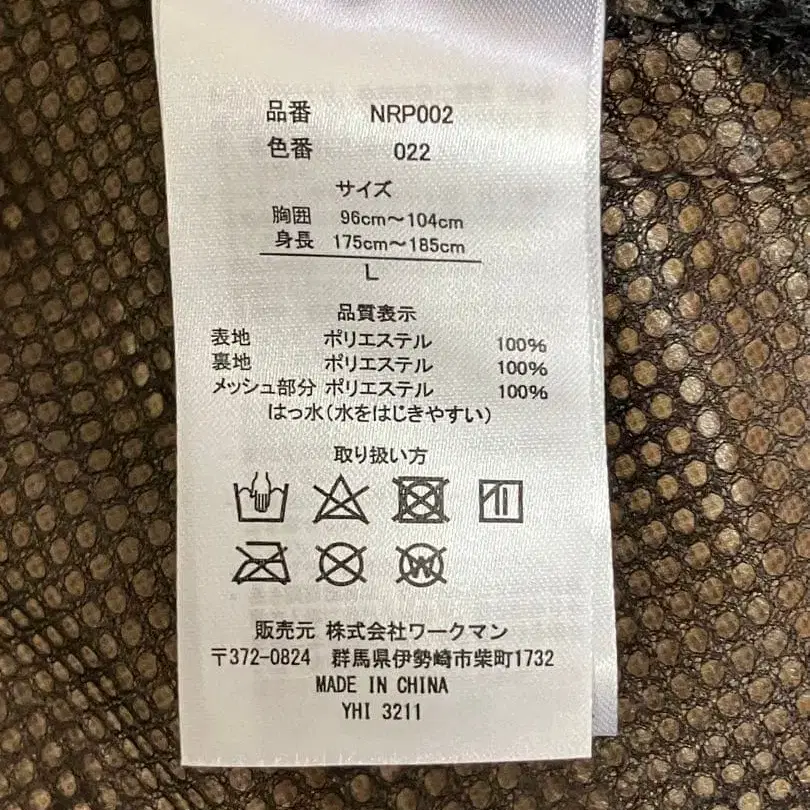 品番 NRP002
色番 022
サイズ
胸囲 96cm～104cm
身長 175cm～185cm
L
品質表示
表地 ポリエステル 100%
裏地 ポリエステル 100%
メッシュ部分 ポリエステル 100%
はっ水(水をはじきやすい)
取り扱い方
W
販売元 株式会社ワークマン
〒372-0824 群馬県伊勢崎市柴町1732
MADE IN CHINA
YHI 3211